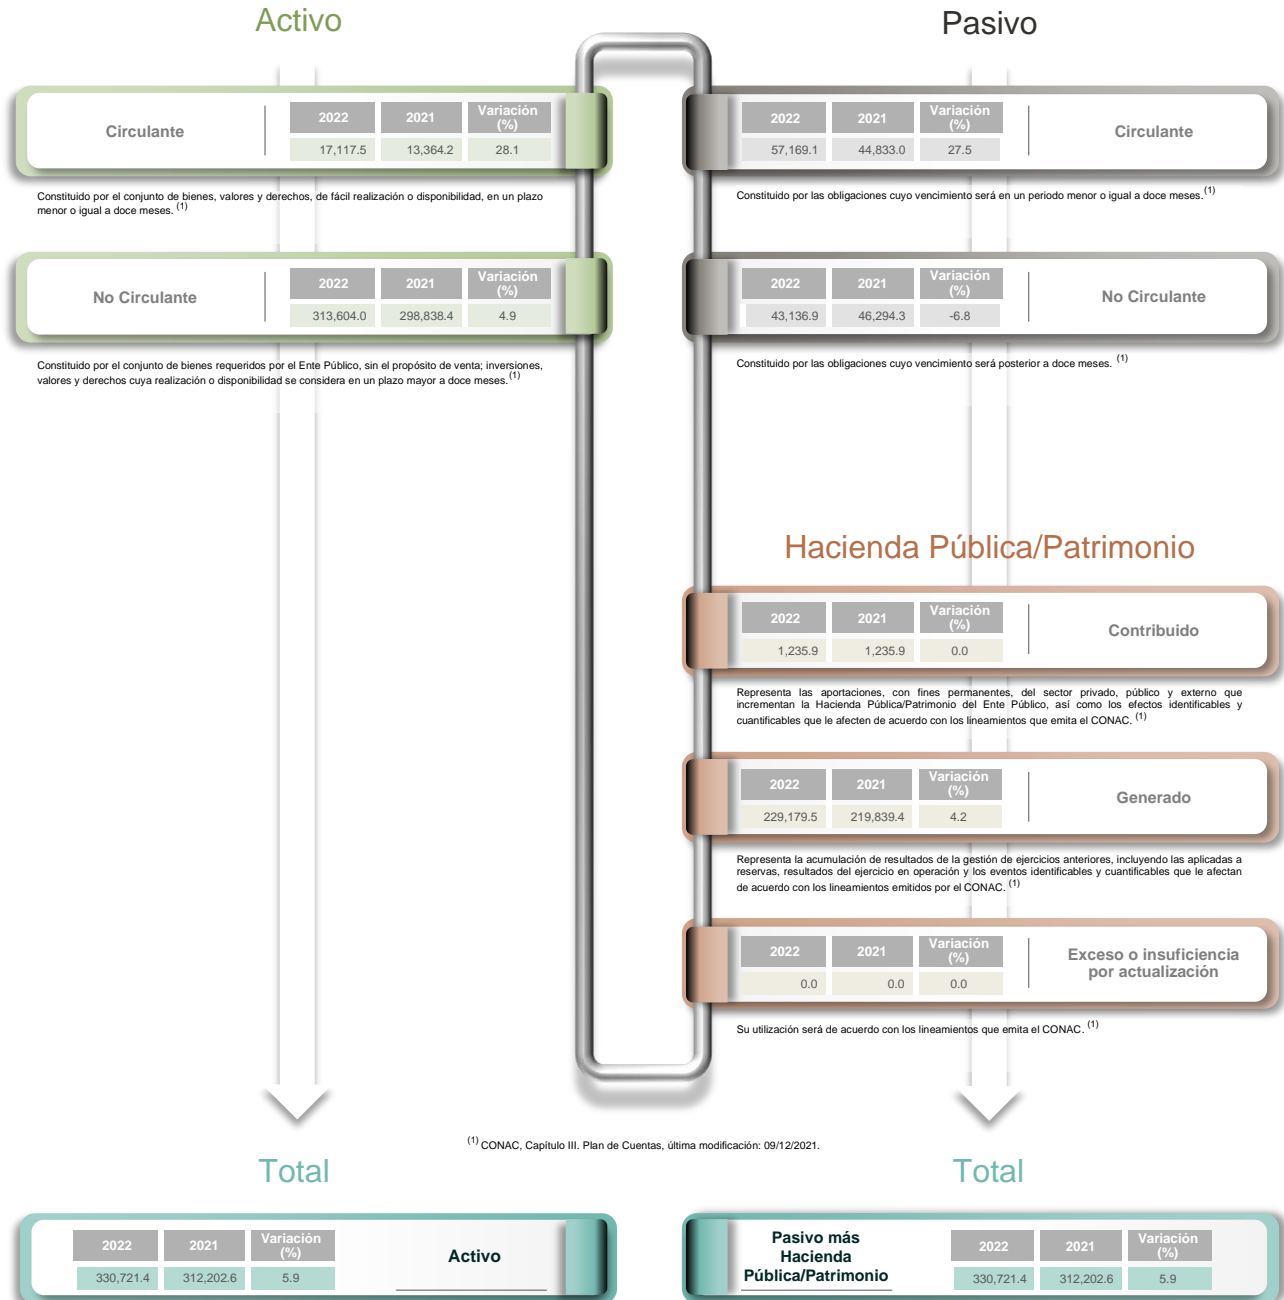 Activo
Circulante
2022 2021 Variación (%)
17,117.5 13,364.2 28.1
Constituido por el conjunto de bienes, valores y derechos, de fácil realización o disponibilidad, en un plazo
menor o igual a doce meses. (1)
No Circulante
2022 2021 Variación (%)
313,604.0 298,838.4 4.9
Constituido por el conjunto de bienes requeridos por el Ente Público, sin el propósito de venta; inversiones,
valores y derechos cuya realización o disponibilidad se considera en un plazo mayor a doce meses. (1)
Pasivo
2022 2021 Variación (%)
57,169.1 44,833.0 27.5
Circulante
Constituido por las obligaciones cuyo vencimiento será en un periodo menor o igual a doce meses. (1)
2022 2021 Variación (%)
43,136.9 46,294.3 -6.8
No Circulante
Constituido por las obligaciones cuyo vencimiento será posterior a doce meses. (1)
Hacienda Pública/Patrimonio
2022 2021 Variación (%)
1,235.9 1,235.9 0.0
Contribuido
Representa las aportaciones, con fines permanentes, del sector privado, público y externo que
incrementan la Hacienda Pública/Patrimonio del Ente Público, así como los efectos identificables y
cuantificables que le afecten de acuerdo con los lineamientos que emita el CONAC. (1)
2022 2021 Variación (%)
229,179.5 219,839.4 4.2
Generado
Representa la acumulación de resultados de la gestión de ejercicios anteriores, incluyendo las aplicadas a
reservas, resultados del ejercicio en operación y los eventos identificables y cuantificables que le afectan
de acuerdo con los lineamientos emitidos por el CONAC. (1)
2022 2021 Variación (%)
0.0 0.0 0.0
Exceso o insuficiencia
por actualización
Su utilización será de acuerdo con los lineamientos que emita el CONAC. (1)
(1) CONAC, Capítulo III. Plan de Cuentas, última modificación: 09/12/2021.
Total
2022 2021 Variación (%)
330,721.4 312,202.6 5.9
Activo
Total
Pasivo más
Hacienda
Pública/Patrimonio
2022 2021 Variación (%)
330,721.4 312,202.6 5.9